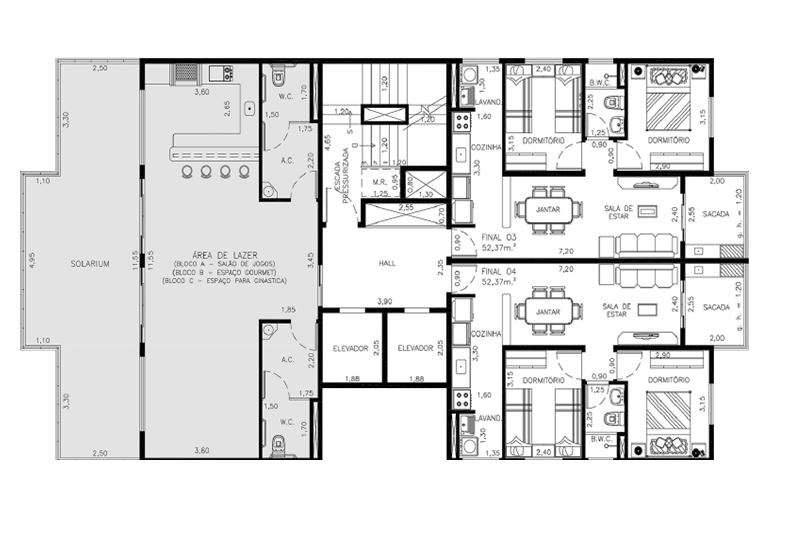 2,50
3,60
W.C.
1,70
1,50
1,75
2,65
3,30
A.C.
2,20
1,10
4,95
SOLARIUM
11,55
11,55
ÁREA DE LAZER
(BLOCO A - SALÃO DE JOGOS)
(BLOCO B - ESPAÇO GOURMET)
(BLOCO C - ESPAÇO PARA GINASTICA)
3,45
1,85
1,10
3,30
A.C.
2,20
1,75
1,50
W.C.
1,70
2,50
3,60
1,20
1,20
1,20
1,20
1,20
S
D
4,65
ESCADA
PRESSURIZADA
M.R.
1,25
0,95
0,80
1,30
2,55
0,70
HALL
2,35
3,90
ELEVADOR
2,05
1,88
ELEVADOR
2,05
1,88
1,35
1,30
LAVAND.
1,60
COZINHA
3,30
2,40
3,15
DORMITÓRIO
B.W.C.
2,25
1,25
0,90
0,90
3,15
DORMITÓRIO
2,90
JANTAR
SALA DE
ESTAR
2,40
2,55
2,00
SACADA
g. h. = 1.20
FINAL 03
52,37m.²
0,90
7,20
0,90
FINAL 04
52,37m.²
7,20
COZINHA
3,30
1,60
JANTAR
SALA DE
ESTAR
2,40
2,55
SACADA
2,00
g. h. = 1.20
3,15
DORMITÓRIO
2,40
0,90
0,90
1,25
2,25
B.W.C.
2,90
DORMITÓRIO
3,15
LAVAND.
1,30
1,35